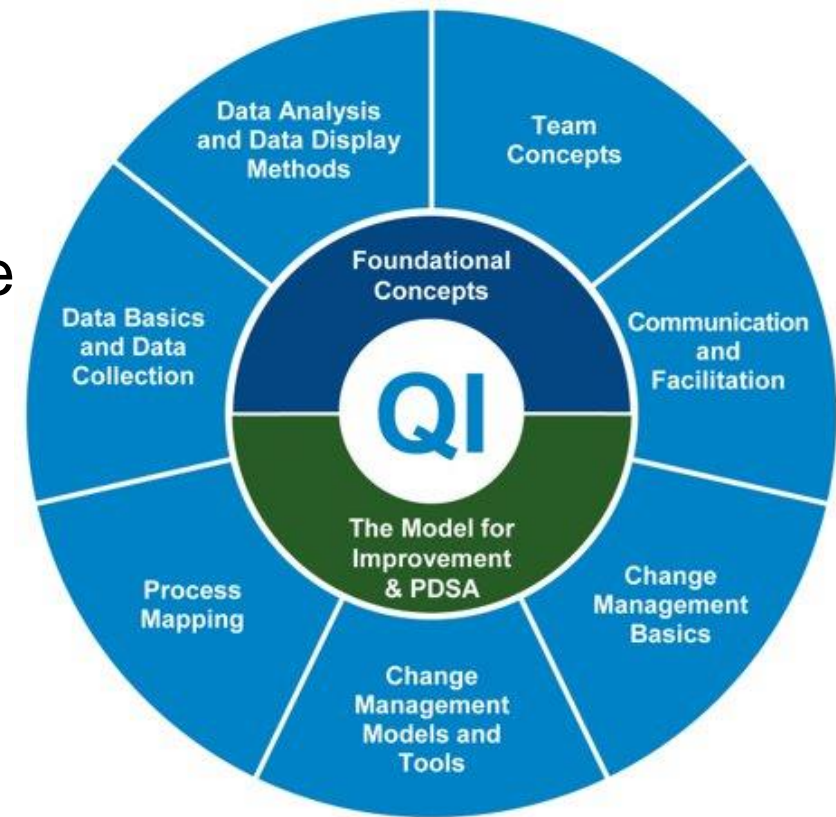 Data Analysis
and Data Display
Methods
Team
Concepts
Communication
and
Facilitation
Change
Management
Basics
Change
Management
Models and
Tools
Process
Mapping
Data Basics
and Data
Collection
Foundational
Concepts
QI
The Model for
Improvement
& PDSA
e